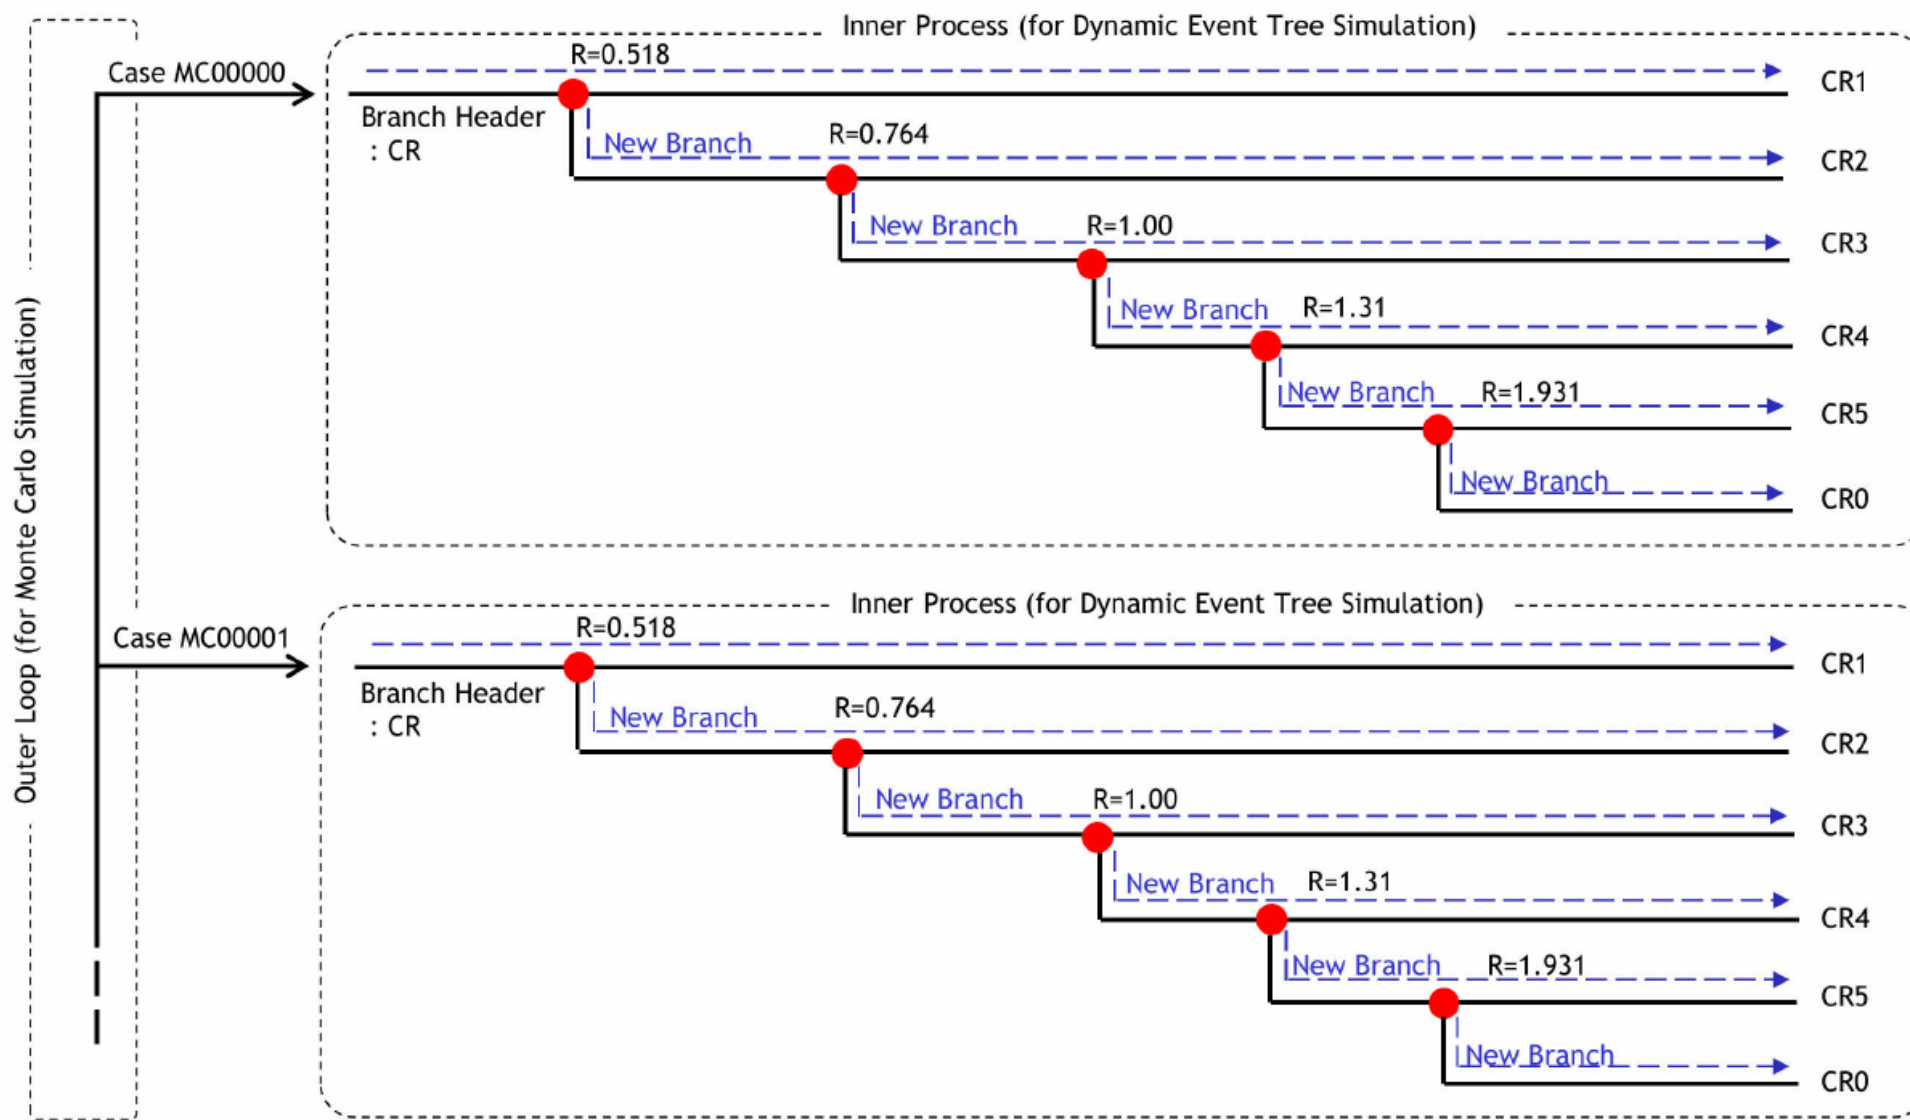 Outer Loop (for Monte Carlo Simulation)
Inner Process (for Dynamic Event Tree Simulation)
Case MC00000
R=0.518
CR1
Branch Header
: CR
New Branch
R=0.764
CR2
New Branch
R=1.00
CR3
New Branch
R=1.31
CR4
New Branch
R=1.931
CR5
New Branch
CR0
Inner Process (for Dynamic Event Tree Simulation)
Case MC00001
R=0.518
CR1
Branch Header
: CR
New Branch
R=0.764
CR2
New Branch
R=1.00
CR3
New Branch
R=1.31
CR4
New Branch
R=1.931
CR5
New Branch
CR0